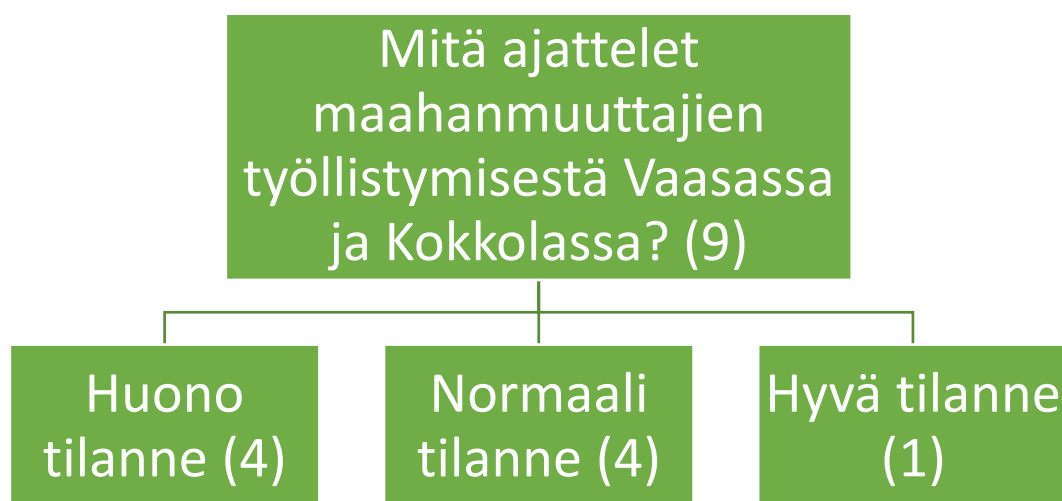 Mitä ajattelet
maahanmuuttajien
työllistymisestä Vaasassa
ja Kokkolassa? (9)
Huono
tilanne (4)
Normaali
tilanne (4)
Hyvä tilanne
(1)